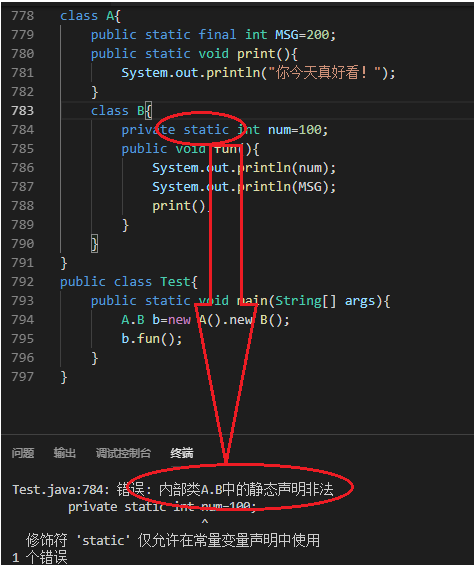 778 class A{
779 public static final int MSG=200;
780 public static void print(){
781 System.out.println("你今天真好看！");
782 }
783 class B{
784 private static int num=100;
785 public void fun(){
786 System.out.println(num);
787 System.out.println(MSG);
788 print()
789 }
790 }
791 }
792 public class Test{
793 public static void main(String[] args){
794 A.B b=new A().new B();
795 b.fun();
796 }
797 }
问题 输出 调试控制台 终端
Test.java:784: 错误: 内部类A.B中的静态声明非法
private static int num=100;
^
修饰符 'static' 仅允许在常量变量声明中使用
1 个错误